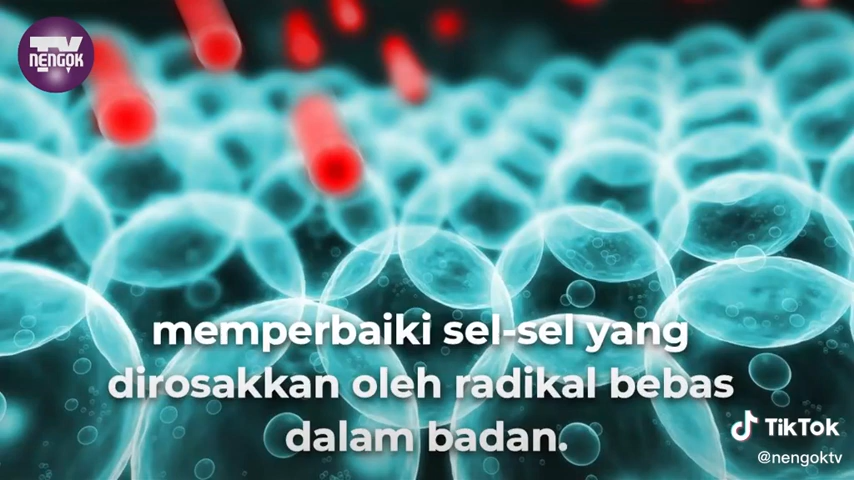 TV
NENGOK
memperbaiki sel-sel yang
dirosakkan oleh radikal bebas
dalam badan.
TikTok
@nengoktv